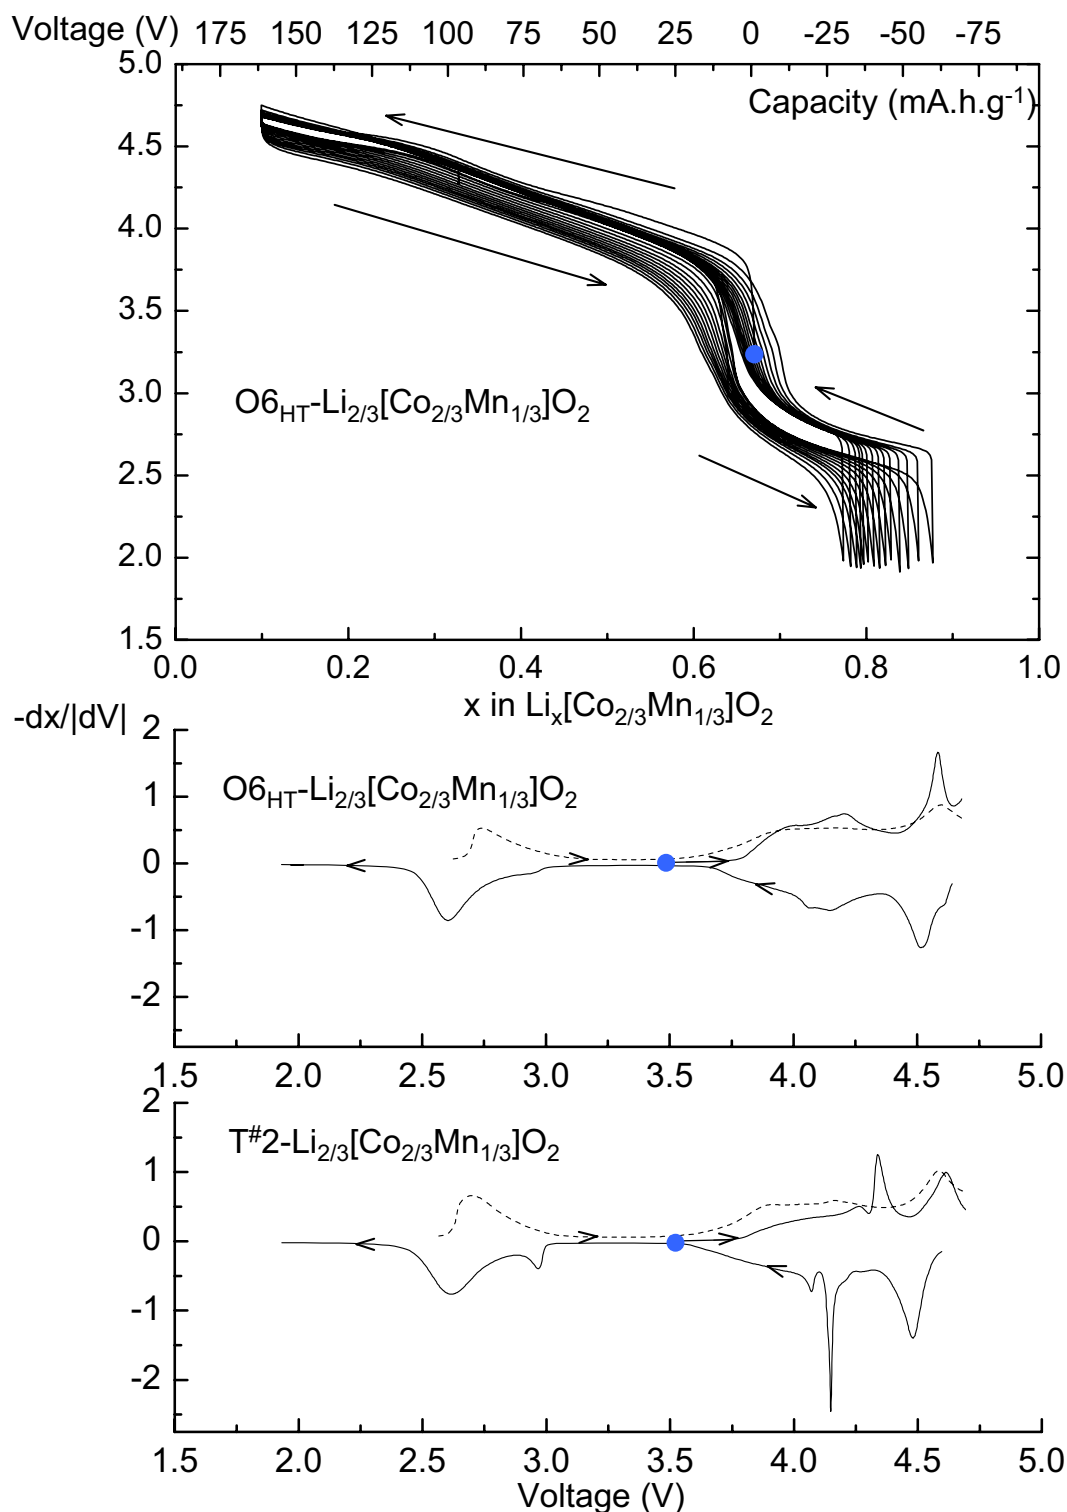 Voltage (V) 175 150 125 100 75 50 25 0 -25 -50 -75
Capacity (mA.h.g⁻¹)
5.0
4.5
4.0
3.5
3.0
2.5
2.0
1.5
O6HT-Li2/3[Co2/3Mn1/3]O2
0.0 0.2 0.4 0.6 0.8 1.0
x in Lix[Co2/3Mn1/3]O2
-dx/|dV|
2
1
0
-1
-2
O6HT-Li2/3[Co2/3Mn1/3]O2
1.5 2.0 2.5 3.0 3.5 4.0 4.5 5.0
2
1
0
-1
-2
T#2-Li2/3[Co2/3Mn1/3]O2
1.5 2.0 2.5 3.0 3.5 4.0 4.5 5.0
Voltage (V)